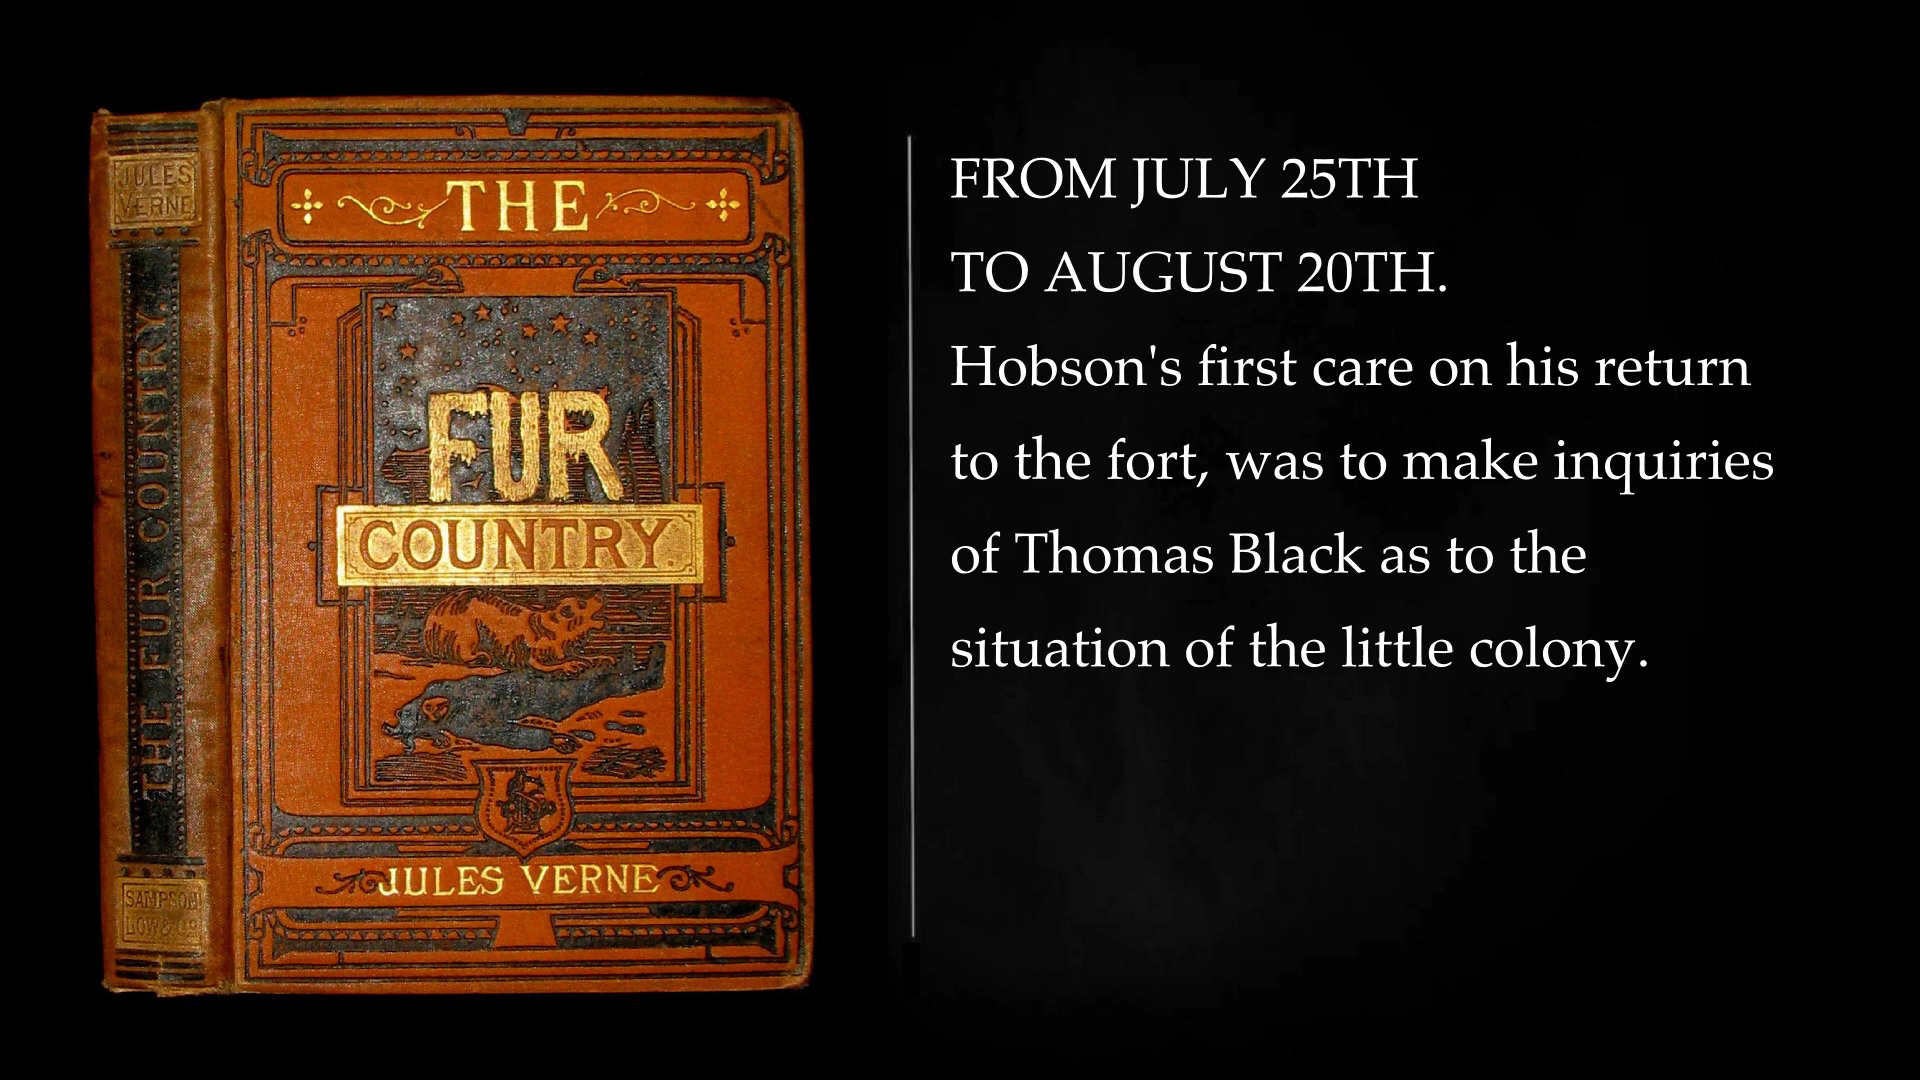 JULES
VERNE
THE FUR COUNTRY.
SAMPSON
LOW & Co
THE
FUR
COUNTRY.
JULES VERNE
FROM JULY 25TH
TO AUGUST 20TH.
Hobson's first care on his return
to the fort, was to make inquiries
of Thomas Black as to the
situation of the little colony.